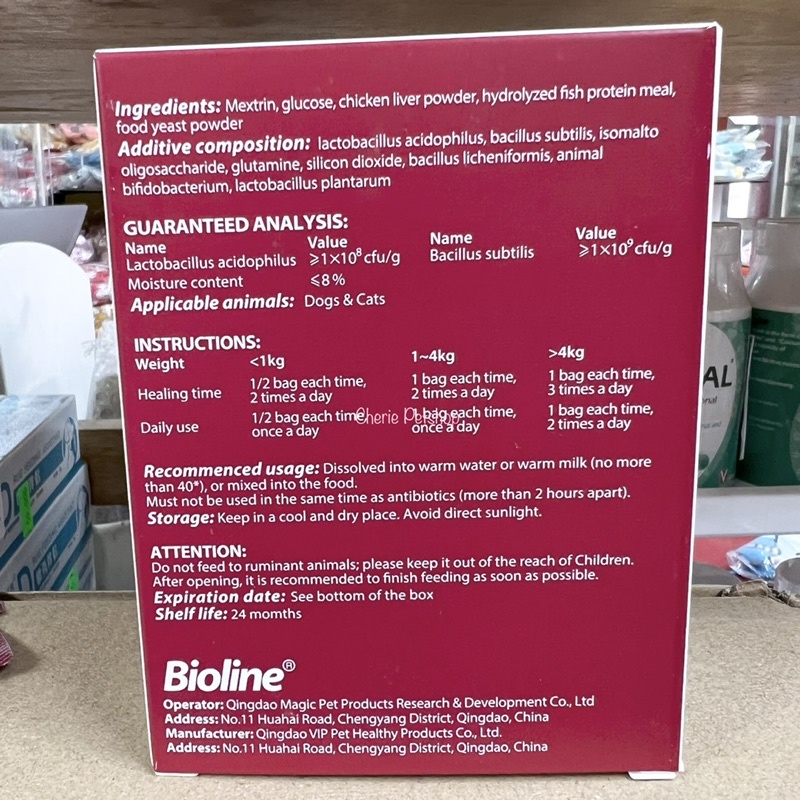 Ingredients: Mextrin, glucose, chicken liver powder, hydrolyzed fish protein meal,
food yeast powder
Additive composition: lactobacillus acidophilus, bacillus subtilis, isomalto
oligosaccharide, glutamine, silicon dioxide, bacillus licheniformis, animal
bifidobacterium, lactobacillus plantarum
GUARANTEED ANALYSIS:
Name Value Name Value
Lactobacillus acidophilus ⩾1×10⁸cfu/g Bacillus subtilis ⩾1×10⁹cfu/g
Moisture content ⩽8%
Applicable animals: Dogs & Cats
INSTRUCTIONS:
Weight <1kg 1~4kg >4kg
Healing time 1/2 bag each time, 1 bag each time, 1 bag each time,
2 times a day 2 times a day 3 times a day
Daily use 1/2 bag each time, 1 bag each time, 1 bag each time,
once a day once a day 2 times a day
Cherie Petshop
Recommenced usage: Dissolved into warm water or warm milk (no more
than 40°), or mixed into the food.
Must not be used in the same time as antibiotics (more than 2 hours apart).
Storage: Keep in a cool and dry place. Avoid direct sunlight.
ATTENTION:
Do not feed to ruminant animals; please keep it out of the reach of Children.
After opening, it is recommended to finish feeding as soon as possible.
Expiration date: See bottom of the box
Shelf life: 24 momths
Bioline®
Operator: Qingdao Magic Pet Products Research & Development Co., Ltd
Address: No.11 Huahai Road, Chengyang District, Qingdao, China
Manufacturer: Qingdao VIP Pet Healthy Products Co., Ltd.
Address: No.11 Huahai Road, Chengyang District, Qingdao, China
AL